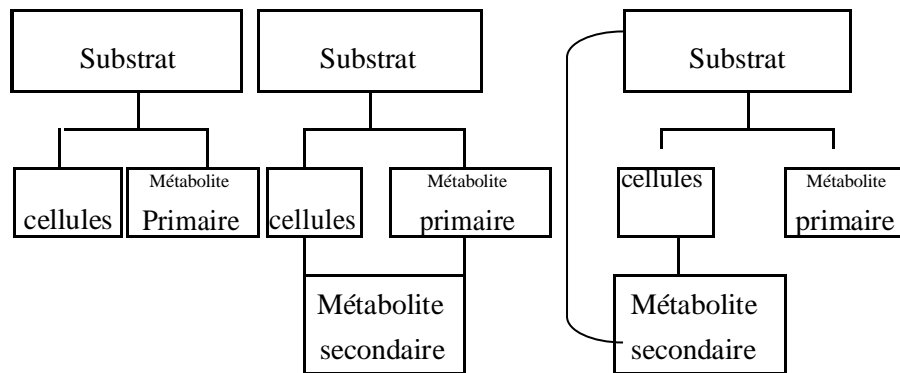 Substrat
Substrat
Substrat
cellules
Métabolite
Primaire
cellules
Métabolite
primaire
cellules
Métabolite
primaire
Métabolite
secondaire
Métabolite
secondaire